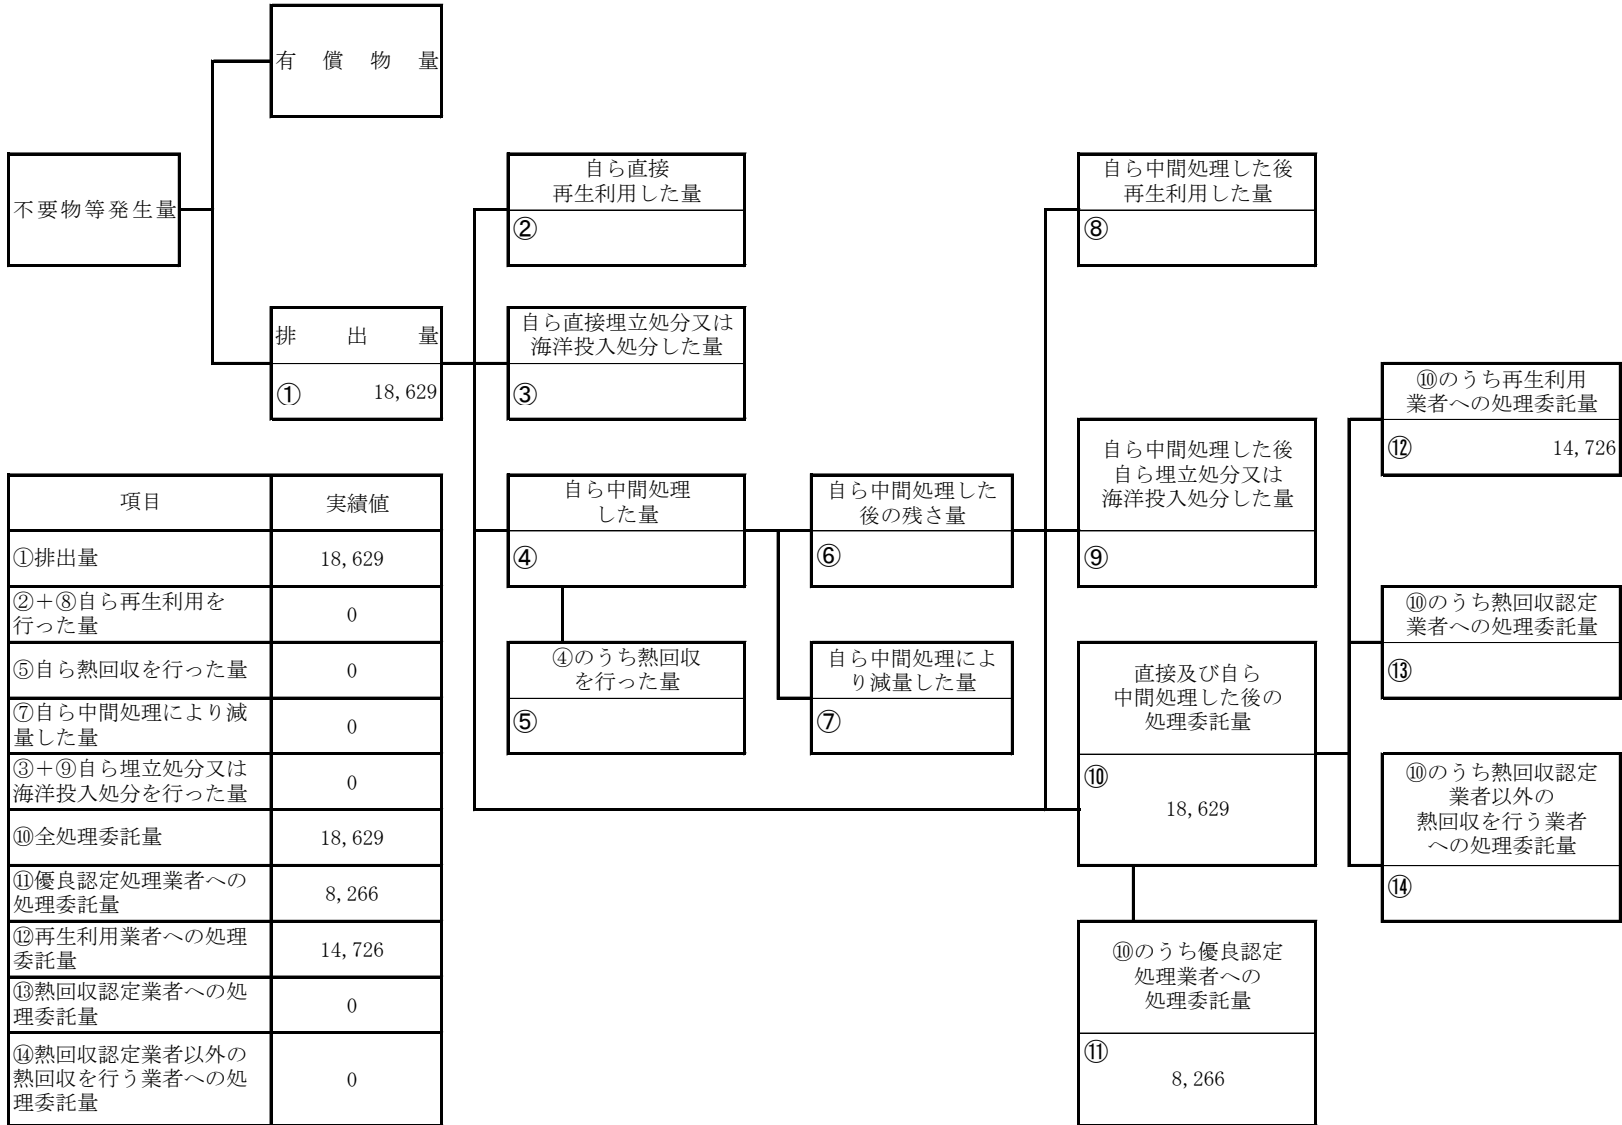 有償物量
不要物等発生量
排出量
① 18,629
自ら直接
再生利用した量
②
自ら直接埋立処分又は
海洋投入処分した量
③
自ら中間処理
した量
④
④のうち熱回収
を行った量
⑤
自ら中間処理した
後の残さ量
⑥
自ら中間処理によ
り減量した量
⑦
自ら中間処理した後
再生利用した量
⑧
自ら中間処理した後
自ら埋立処分又は
海洋投入処分した量
⑨
直接及び自ら
中間処理した後の
処理委託量
⑩
18,629
⑩のうち優良認定
処理業者への
処理委託量
⑪
8,266
⑩のうち再生利用
業者への処理委託量
⑫ 14,726
⑩のうち熱回収認定
業者への処理委託量
⑬
⑩のうち熱回収認定
業者以外の
熱回収を行う業者
への処理委託量
⑭
項目 実績値
①排出量 18,629
②+⑧自ら再生利用を
行った量 0
⑤自ら熱回収を行った量 0
⑦自ら中間処理により減
量した量 0
③+⑨自ら埋立処分又は
海洋投入処分を行った量 0
⑩全処理委託量 18,629
⑪優良認定処理業者への
処理委託量 8,266
⑫再生利用業者への処理
委託量 14,726
⑬熱回収認定業者への処
理委託量 0
⑭熱回収認定業者以外の
熱回収を行う業者への処 0
理委託量